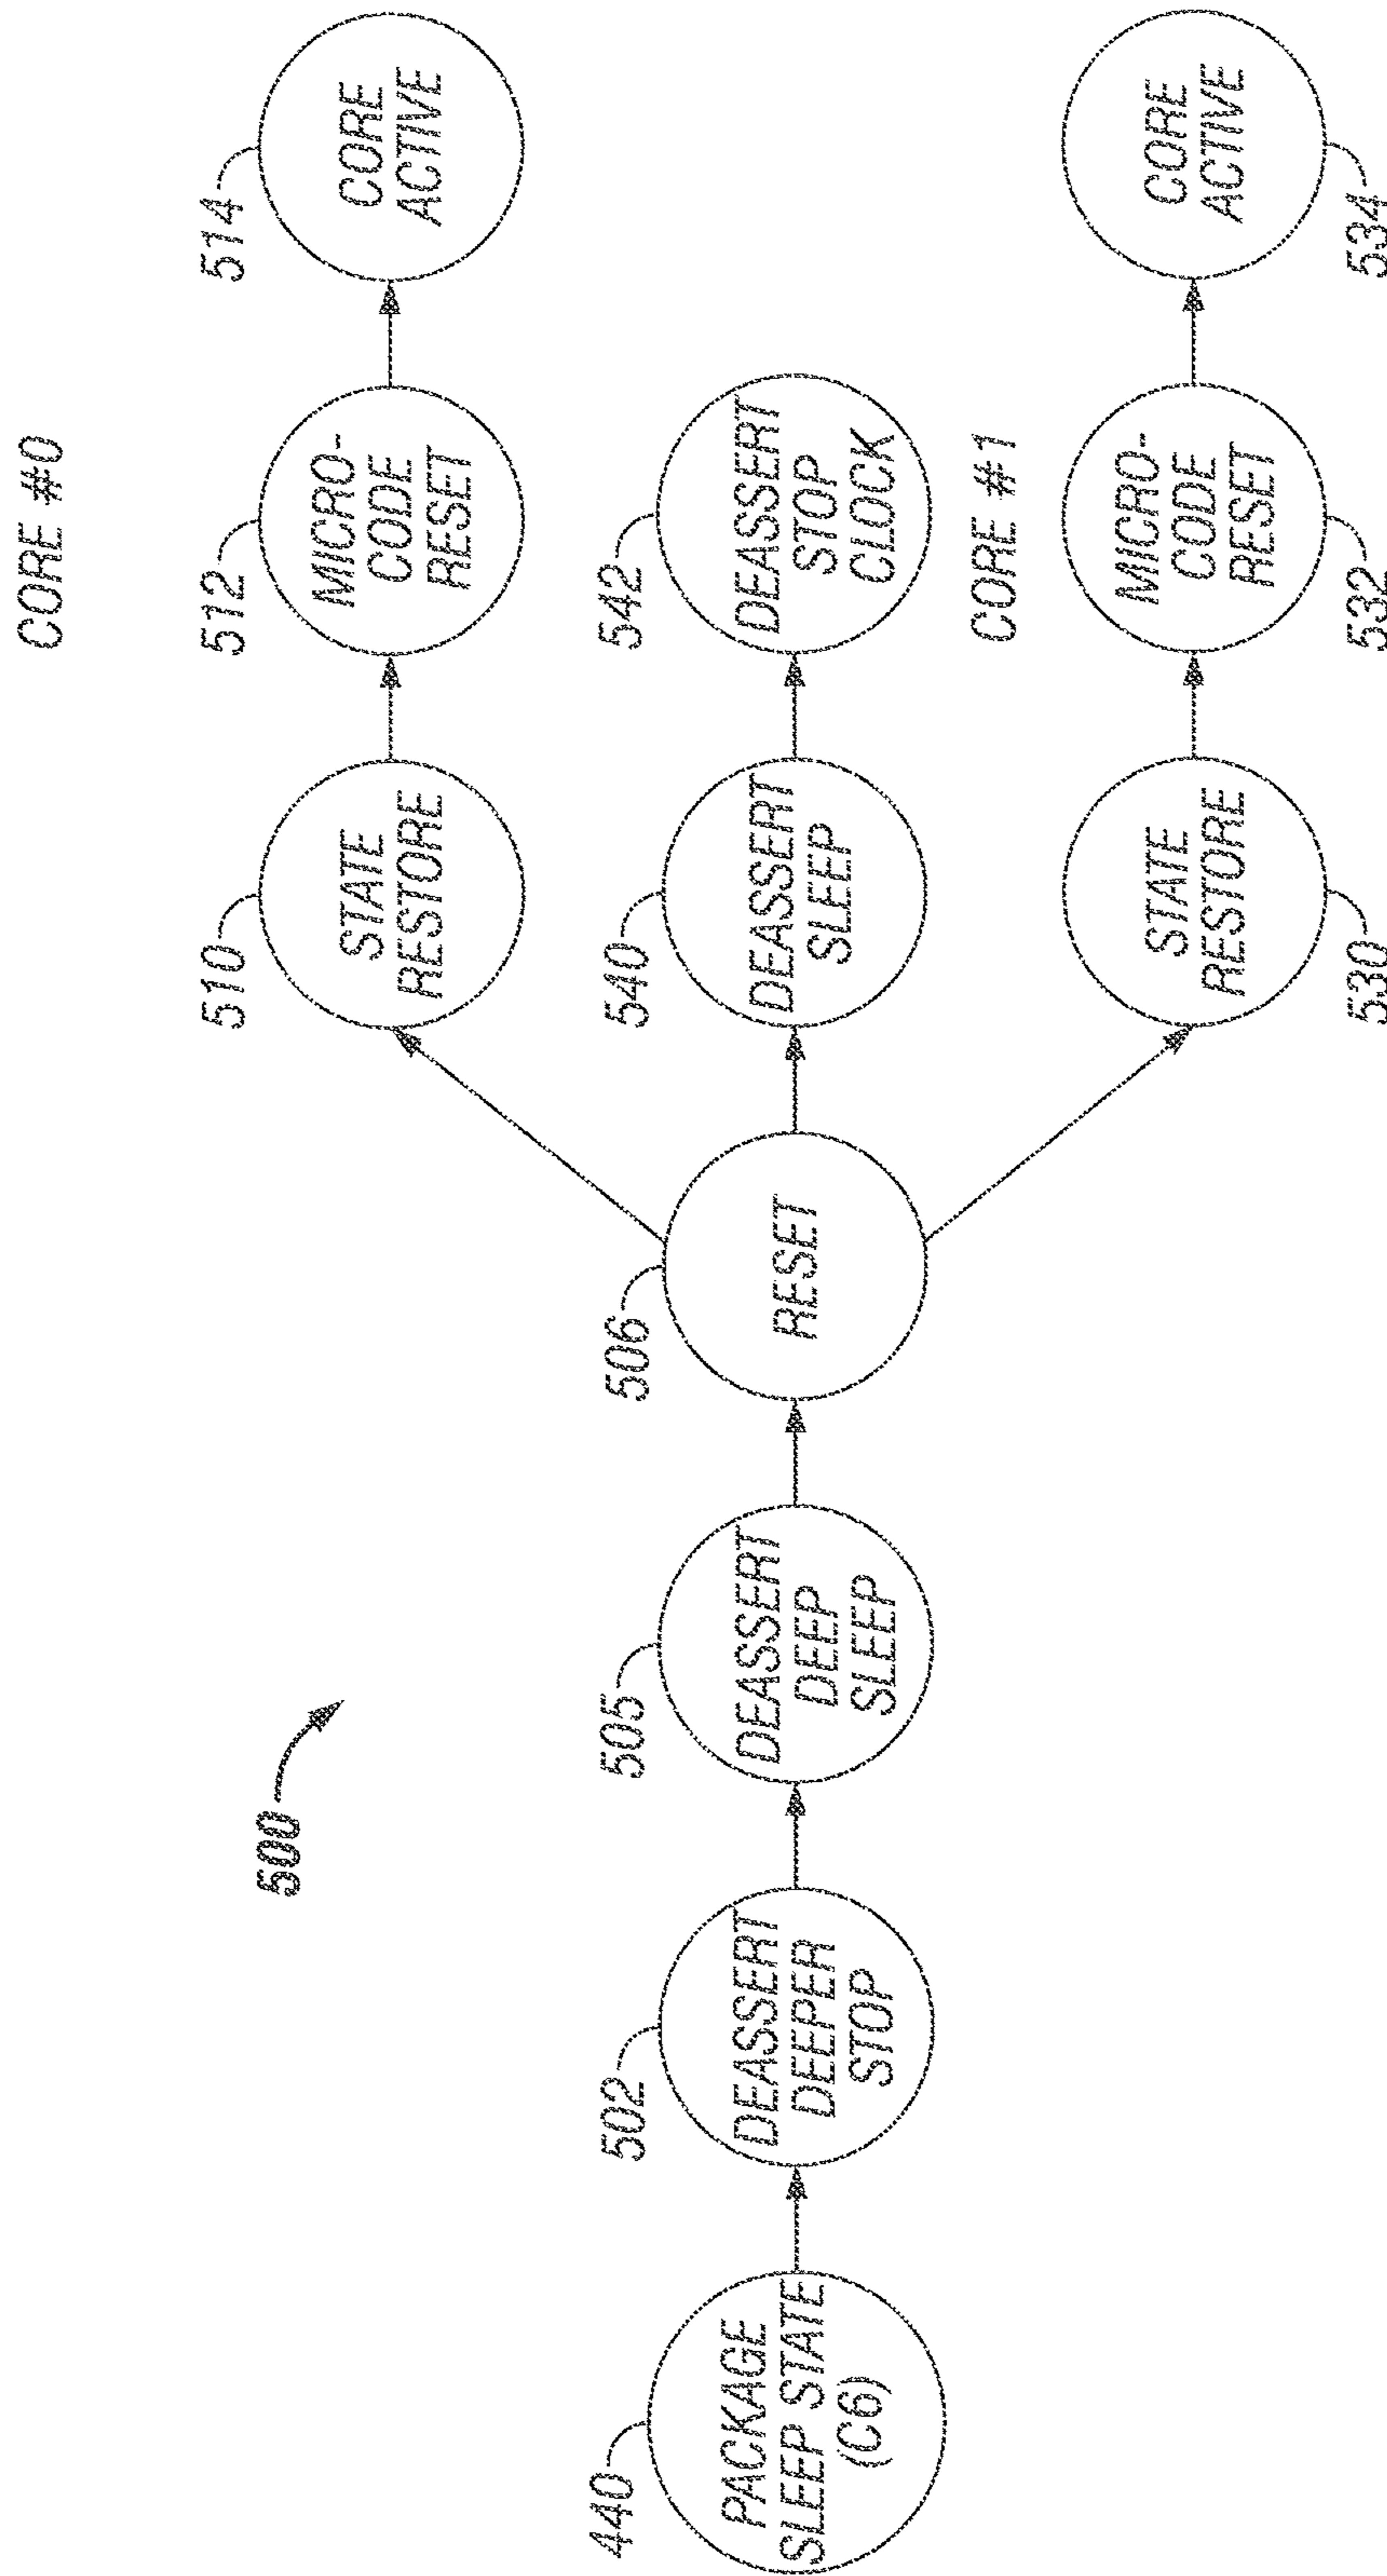 CORE #0
510
STATE
RESTORE
512
MICRO-
CODE
RESET
514
CORE
ACTIVE
500
440
PACKAGE
SLEEP STATE
(C6)
502
DEASSERT
DEEPER
STOP
505
DEASSERT
DEEP
SLEEP
506
RESET
540
DEASSERT
SLEEP
542
DEASSERT
STOP
CLOCK
CORE #1
STATE
RESTORE
530
MICRO-
CODE
RESET
532
CORE
ACTIVE
534